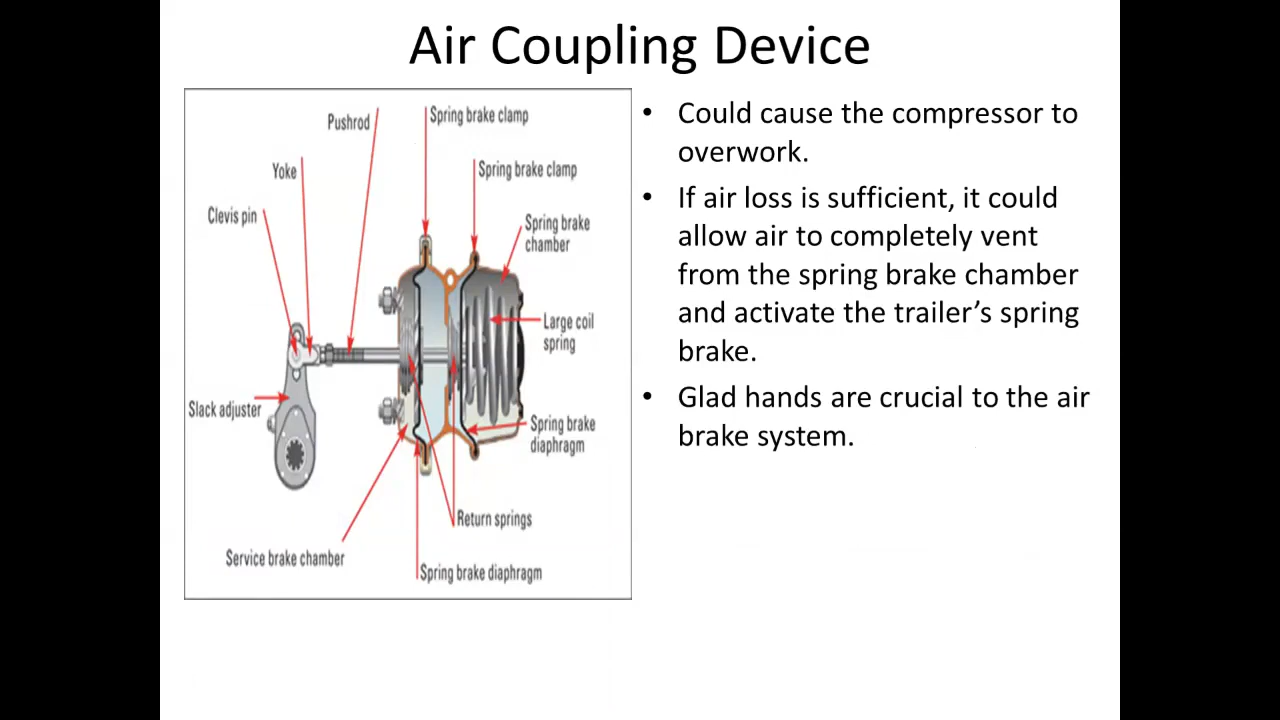 Air Coupling Device
Pushrod
Spring brake clamp
Yoke
Spring brake clamp
Clevis pin
Spring brake
chamber
Large coil
spring
Slack adjuster
Spring brake
diaphragm
Return springs
Service brake chamber
Spring brake diaphragm
• Could cause the compressor to
overwork.
• If air loss is sufficient, it could
allow air to completely vent
from the spring brake chamber
and activate the trailer’s spring
brake.
• Glad hands are crucial to the air
brake system.